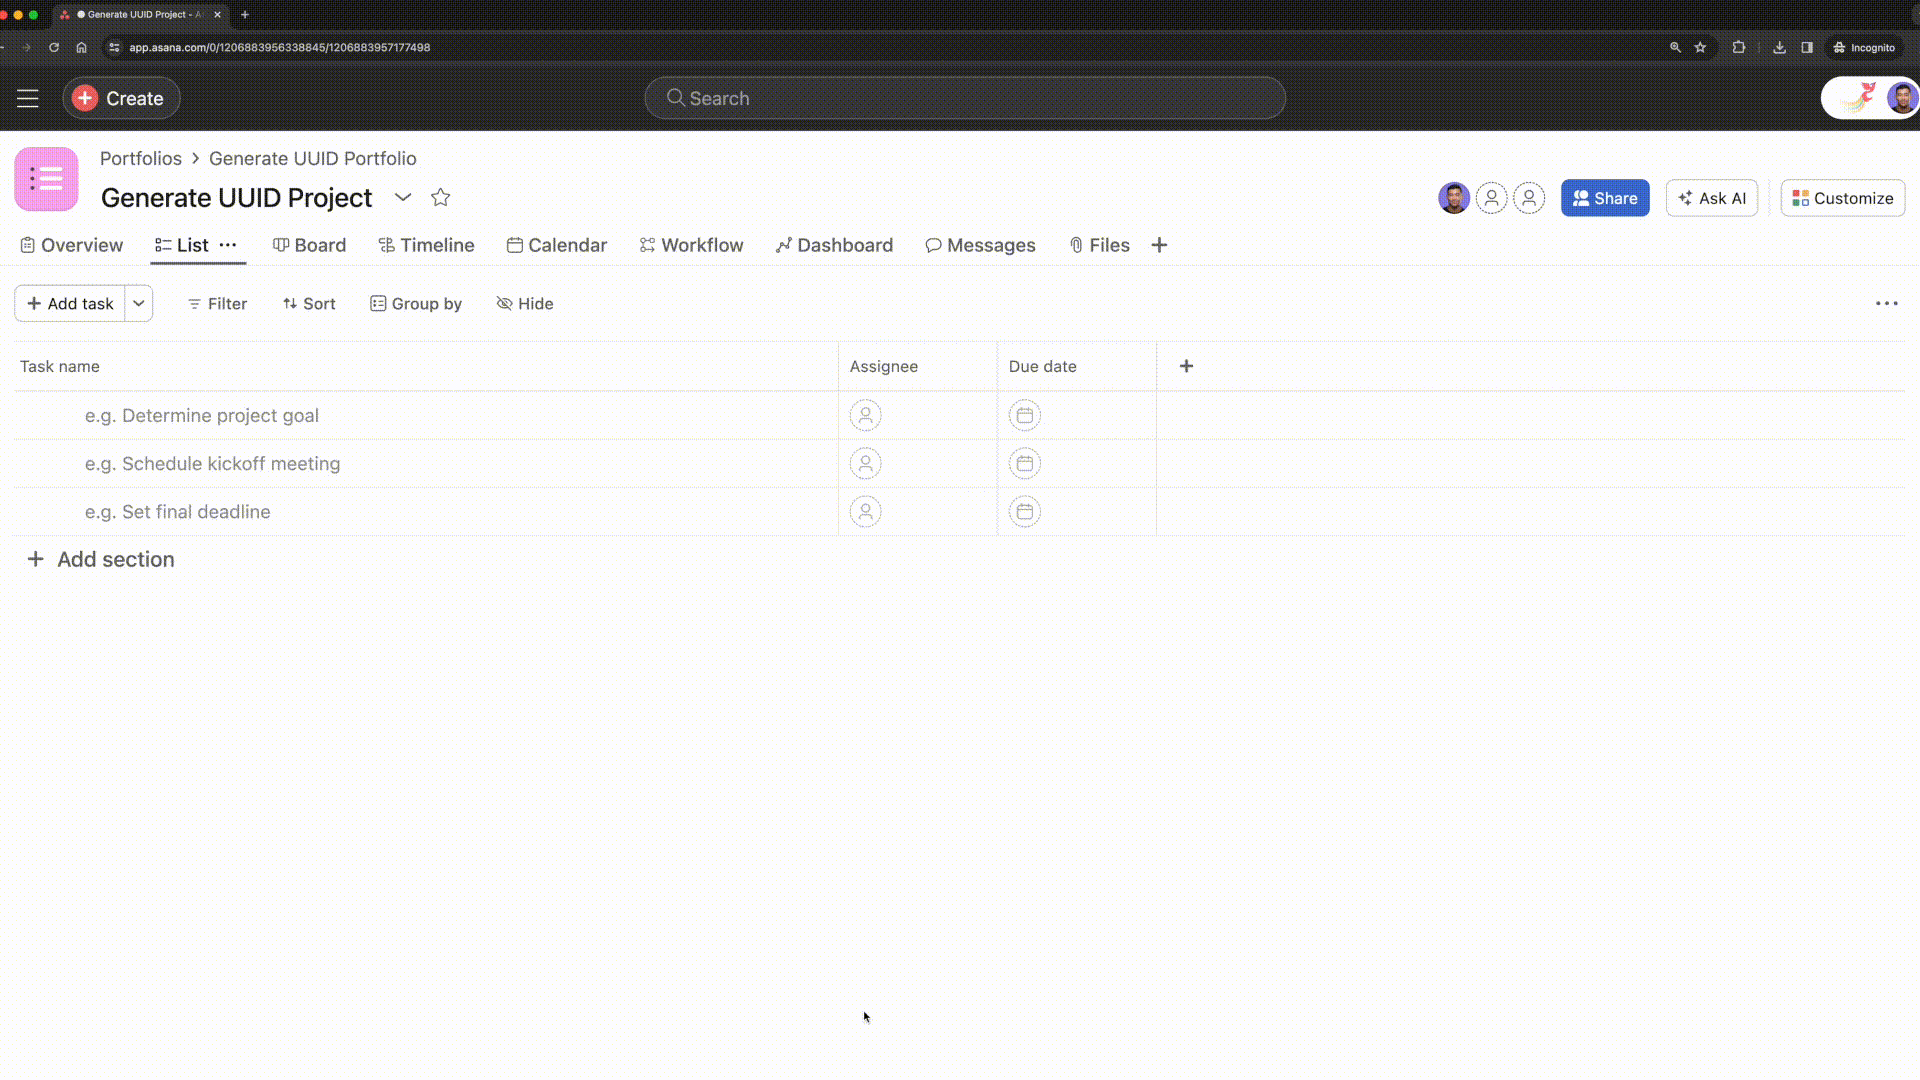 Generate UUID Project - A
app.asana.com/0/1206883956338845/1206883957177498
Incognito
Create
Search
Portfolios > Generate UUID Portfolio
Generate UUID Project
Share
Ask AI
Customize
Overview
List
Board
Timeline
Calendar
Workflow
Dashboard
Messages
Files
Add task
Filter
Sort
Group by
Hide
Task name
Assignee
Due date
e.g. Determine project goal
e.g. Schedule kickoff meeting
e.g. Set final deadline
Add section